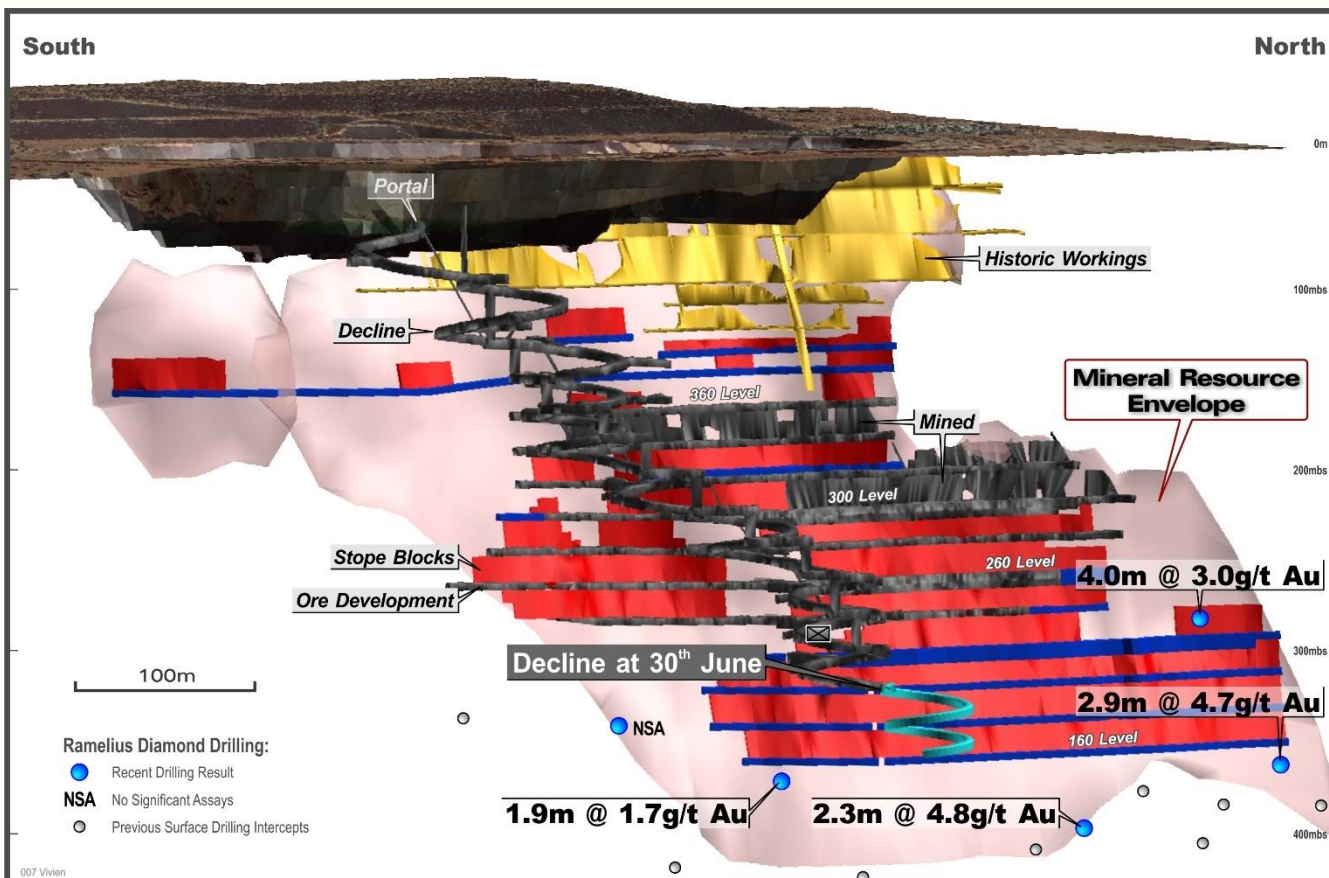 South
North
0m
Portal
Historic Workings
100mbs
Decline
Mineral Resource
Envelope
360 Level
Mined
200mbs
300 Level
Stope Blocks
260 Level
4.0m @ 3.0g/t Au
Ore Development
300mbs
Decline at 30th June
100m
2.9m @ 4.7g/t Au
NSA
160 Level
Ramelius Diamond Drilling:
Recent Drilling Result
NSA No Significant Assays
Previous Surface Drilling Intercepts
1.9m @ 1.7g/t Au
2.3m @ 4.8g/t Au
400mbs
007 Vivien